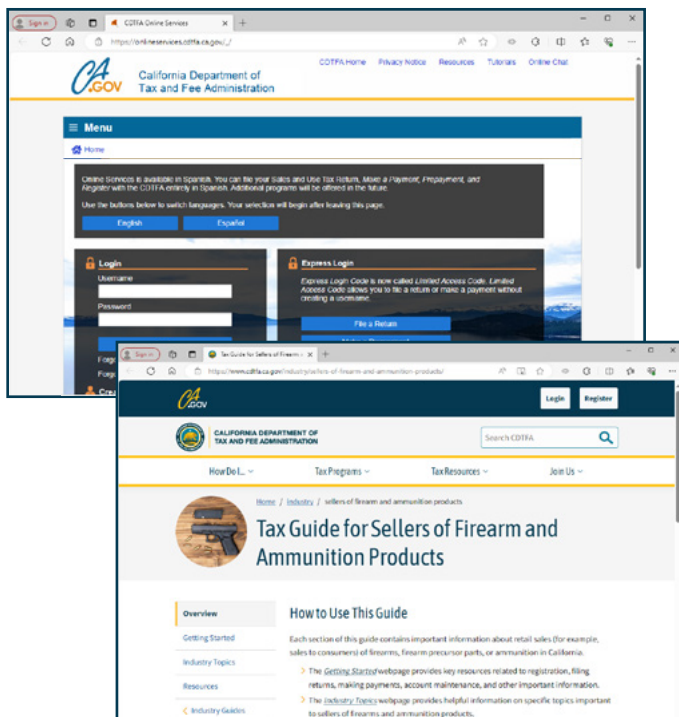 Sign in
CDTFA Online Services
https://onlineservices.cdtfa.ca.gov/_/
CA.GOV
California Department of
Tax and Fee Administration
CDTFA Home Privacy Notice Resources Tutorials Online Chat
Menu
Home
Online Services is available in Spanish. You can file your Sales and Use Tax Return, Make a Payment, Prepayment, and
Register with the CDTFA entirely in Spanish. Additional programs will be offered in the future.
Use the buttons below to switch languages. Your selection will begin after leaving this page.
English Español
Login
Username
Password
Express Login
Express Login Code is now called Limited Access Code. Limited
Access Code allows you to file a return or make a payment without
creating a username.
File a Return
Sign in
Tax Guide for Sellers of Firearm
https://www.cdtfa.ca.gov/industry/sellers-of-firearm-and-ammunition-products/
CA.GOV
Login Register
CALIFORNIA DEPARTMENT OF
TAX AND FEE ADMINISTRATION
Search CDTFA
How Do I... Tax Programs Tax Resources Join Us
Home / Industry / sellers of firearm and ammunition products
Tax Guide for Sellers of Firearm and
Ammunition Products
Overview
Getting Started
Industry Topics
Resources
Industry Guides
How to Use This Guide
Each section of this guide contains important information about retail sales (for example,
sales to consumers) of firearms, firearm precursor parts, or ammunition in California.
The Getting Started webpage provides key resources related to registration, filing
returns, making payments, account maintenance, and other important information.
The Industry Topics webpage provides helpful information on specific topics important
to sellers of firearms and ammunition products.